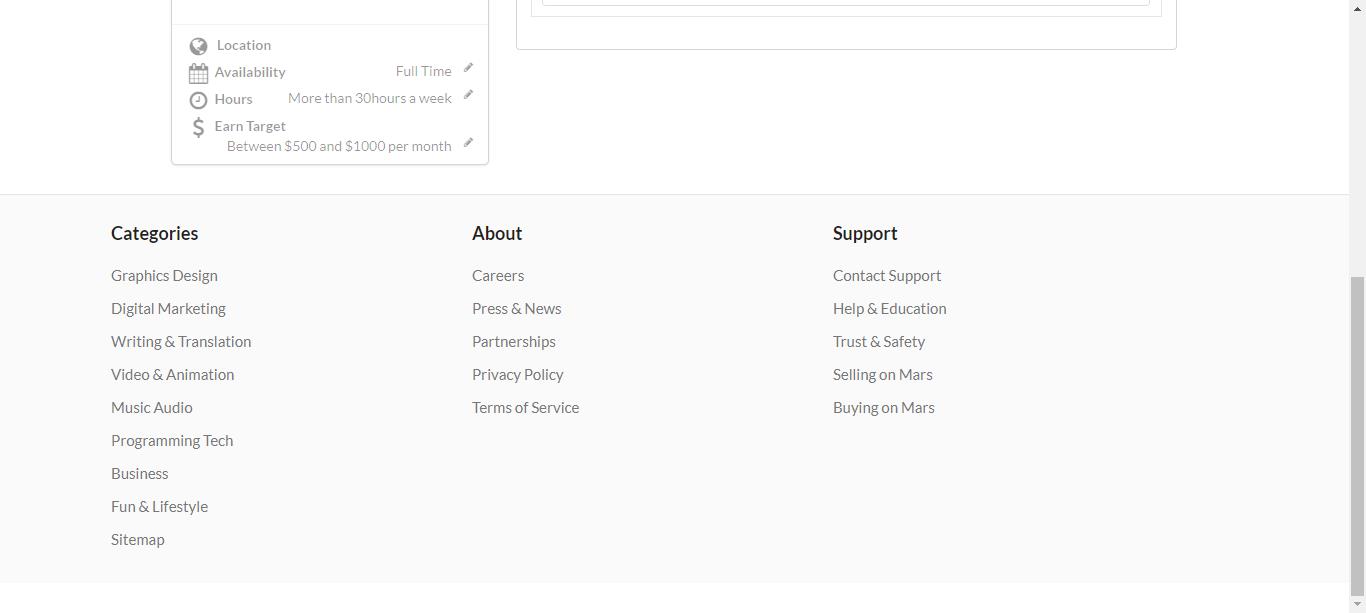 Location
Availability Full Time
Hours More than 30hours a week
Earn Target
Between $500 and $1000 per month
Categories
Graphics Design
Digital Marketing
Writing & Translation
Video & Animation
Music Audio
Programming Tech
Business
Fun & Lifestyle
Sitemap
About
Careers
Press & News
Partnerships
Privacy Policy
Terms of Service
Support
Contact Support
Help & Education
Trust & Safety
Selling on Mars
Buying on Mars